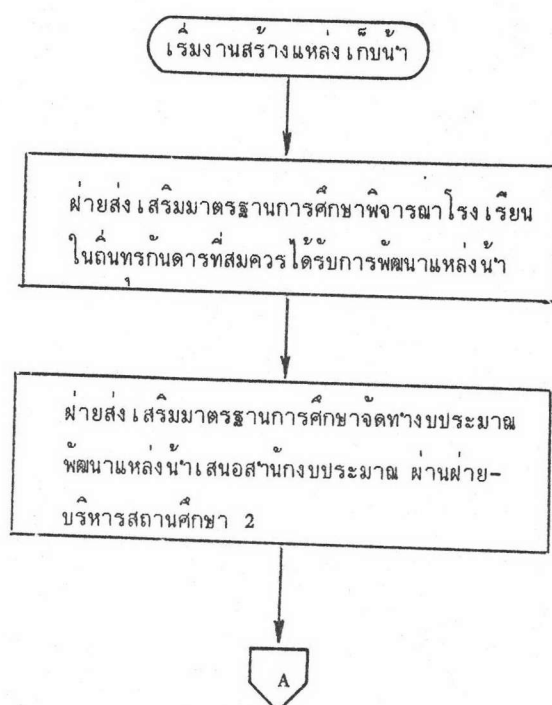 เริ่มงานสร้างแหล่งเก็บน้ำ
ฝ่ายส่งเสริมมาตรฐานการศึกษาพิจารณาโรงเรียน
ในถิ่นทุรกันดารที่สมควรได้รับการพัฒนาแหล่งน้ำ
ฝ่ายส่งเสริมมาตรฐานการศึกษาจัดทำงบประมาณ
พัฒนาแหล่งน้ำเสนอสำนักงบประมาณ ผ่านฝ่าย-
บริหารสถานศึกษา 2
A